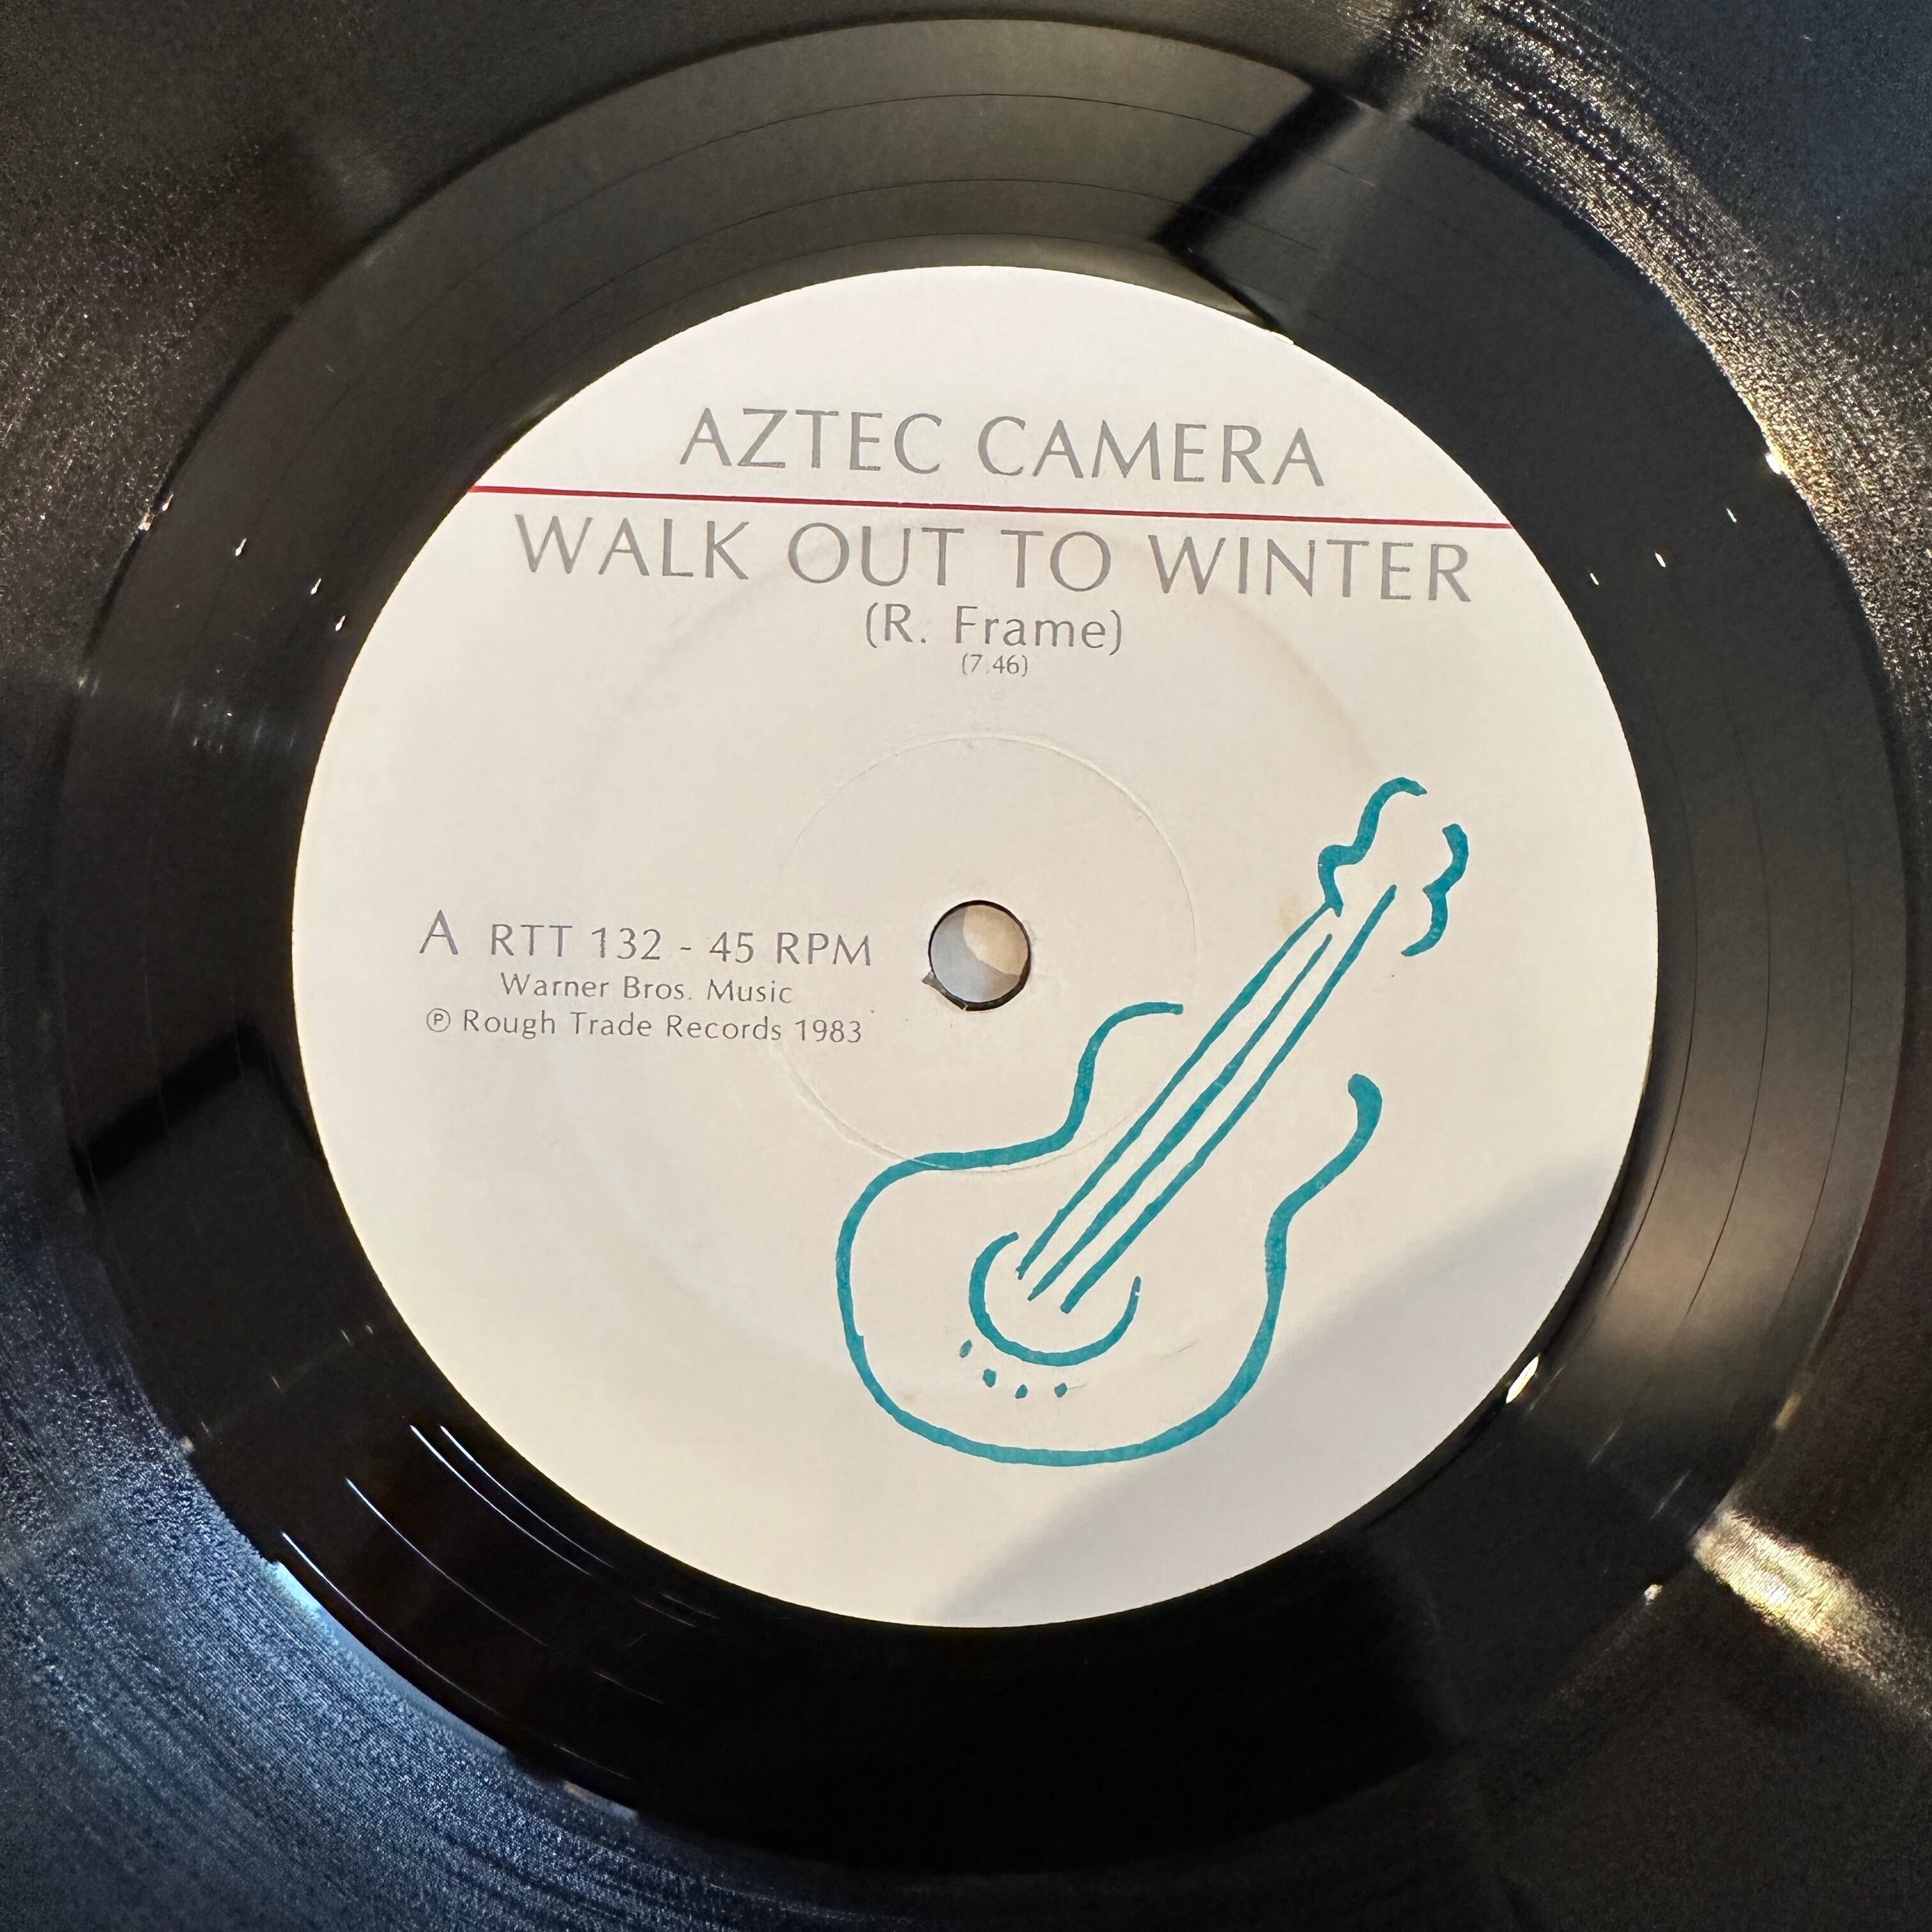 AZTEC CAMERA
WALK OUT TO WINTER
(R. Frame)
(7.46)
A RTT 132 - 45 RPM
Warner Bros. Music
℗ Rough Trade Records 1983